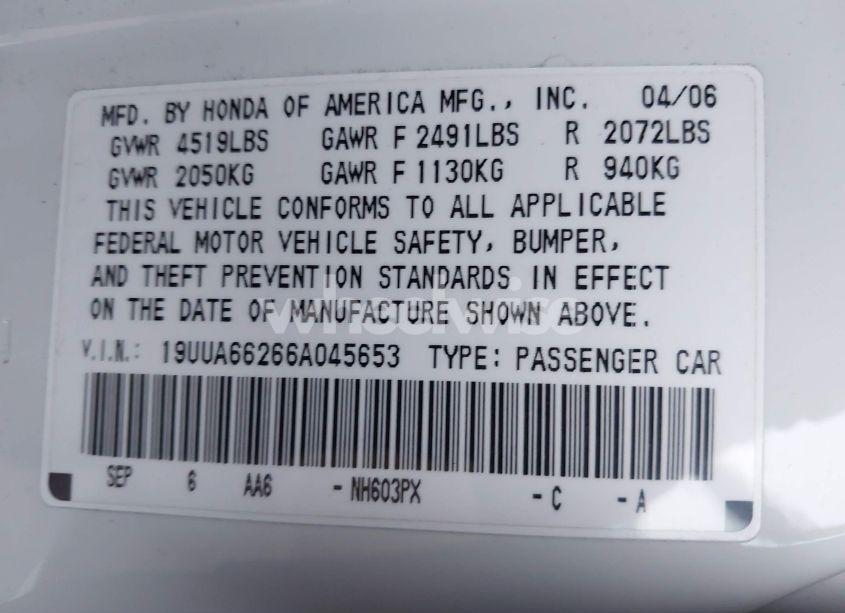 MFD. BY HONDA OF AMERICA MFG., INC. 04/06
GVWR 4519LBS GAWR F 2491LBS R 2072LBS
GVWR 2050KG GAWR F 1130KG R 940KG
THIS VEHICLE CONFORMS TO ALL APPLICABLE
FEDERAL MOTOR VEHICLE SAFETY, BUMPER,
AND THEFT PREVENTION STANDARDS IN EFFECT
ON THE DATE OF MANUFACTURE SHOWN ABOVE.
wheelwise
V.I.N.: 19UUA66266A045653 TYPE: PASSENGER CAR
SEP 6 AA6 - NH603PX - C - A